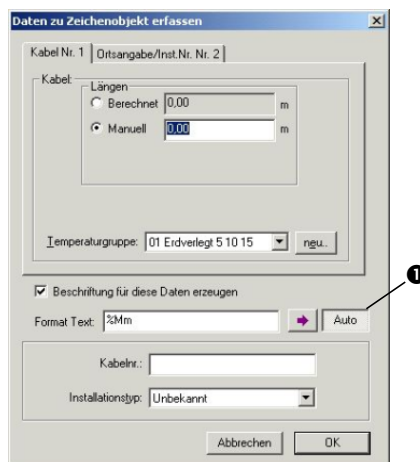 Daten zu Zeichenobjekt erfassen
Kabel Nr. 1 Ortsangabe/Inst.Nr. Nr. 2
Kabel:
Längen
Berechnet 0,00 m
Manuell 0,00 m
Temperaturgruppe: 01 Erdverlegt 5 10 15 neu..
❶
Beschriftung für diese Daten erzeugen
Format Text: %Mm Auto
Kabelnr.:
Installationstyp: Unbekannt
Abbrechen OK